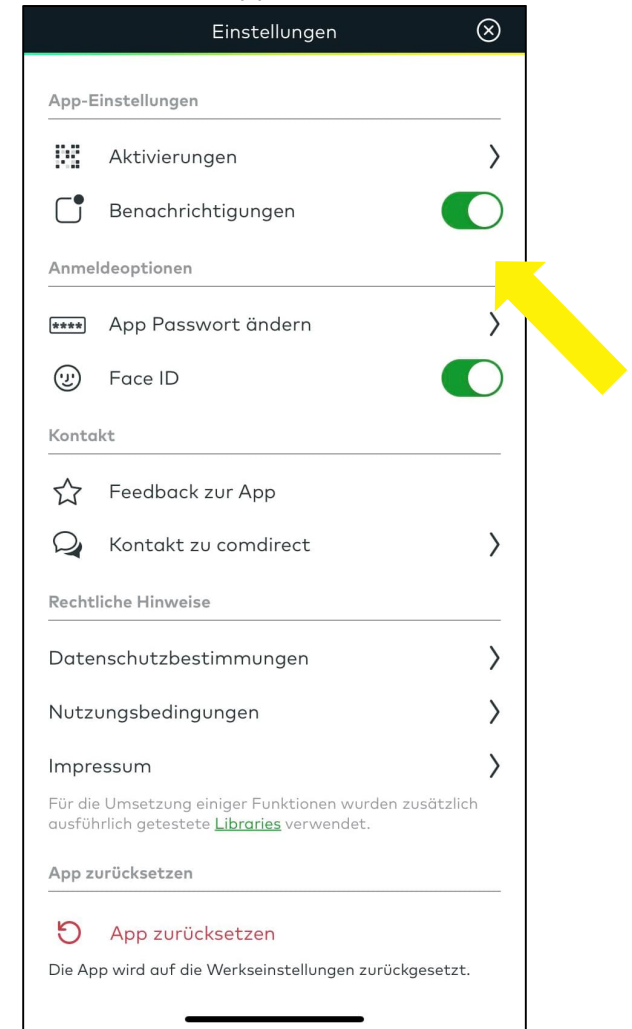 Einstellungen
App-Einstellungen
Aktivierungen
Benachrichtigungen
Anmeldeoptionen
**** App Passwort ändern
Face ID
Kontakt
Feedback zur App
Kontakt zu comdirect
Rechtliche Hinweise
Datenschutzbestimmungen
Nutzungsbedingungen
Impressum
Für die Umsetzung einiger Funktionen wurden zusätzlich
ausführlich getestete Libraries verwendet.
App zurücksetzen
App zurücksetzen
Die App wird auf die Werkseinstellungen zurückgesetzt.